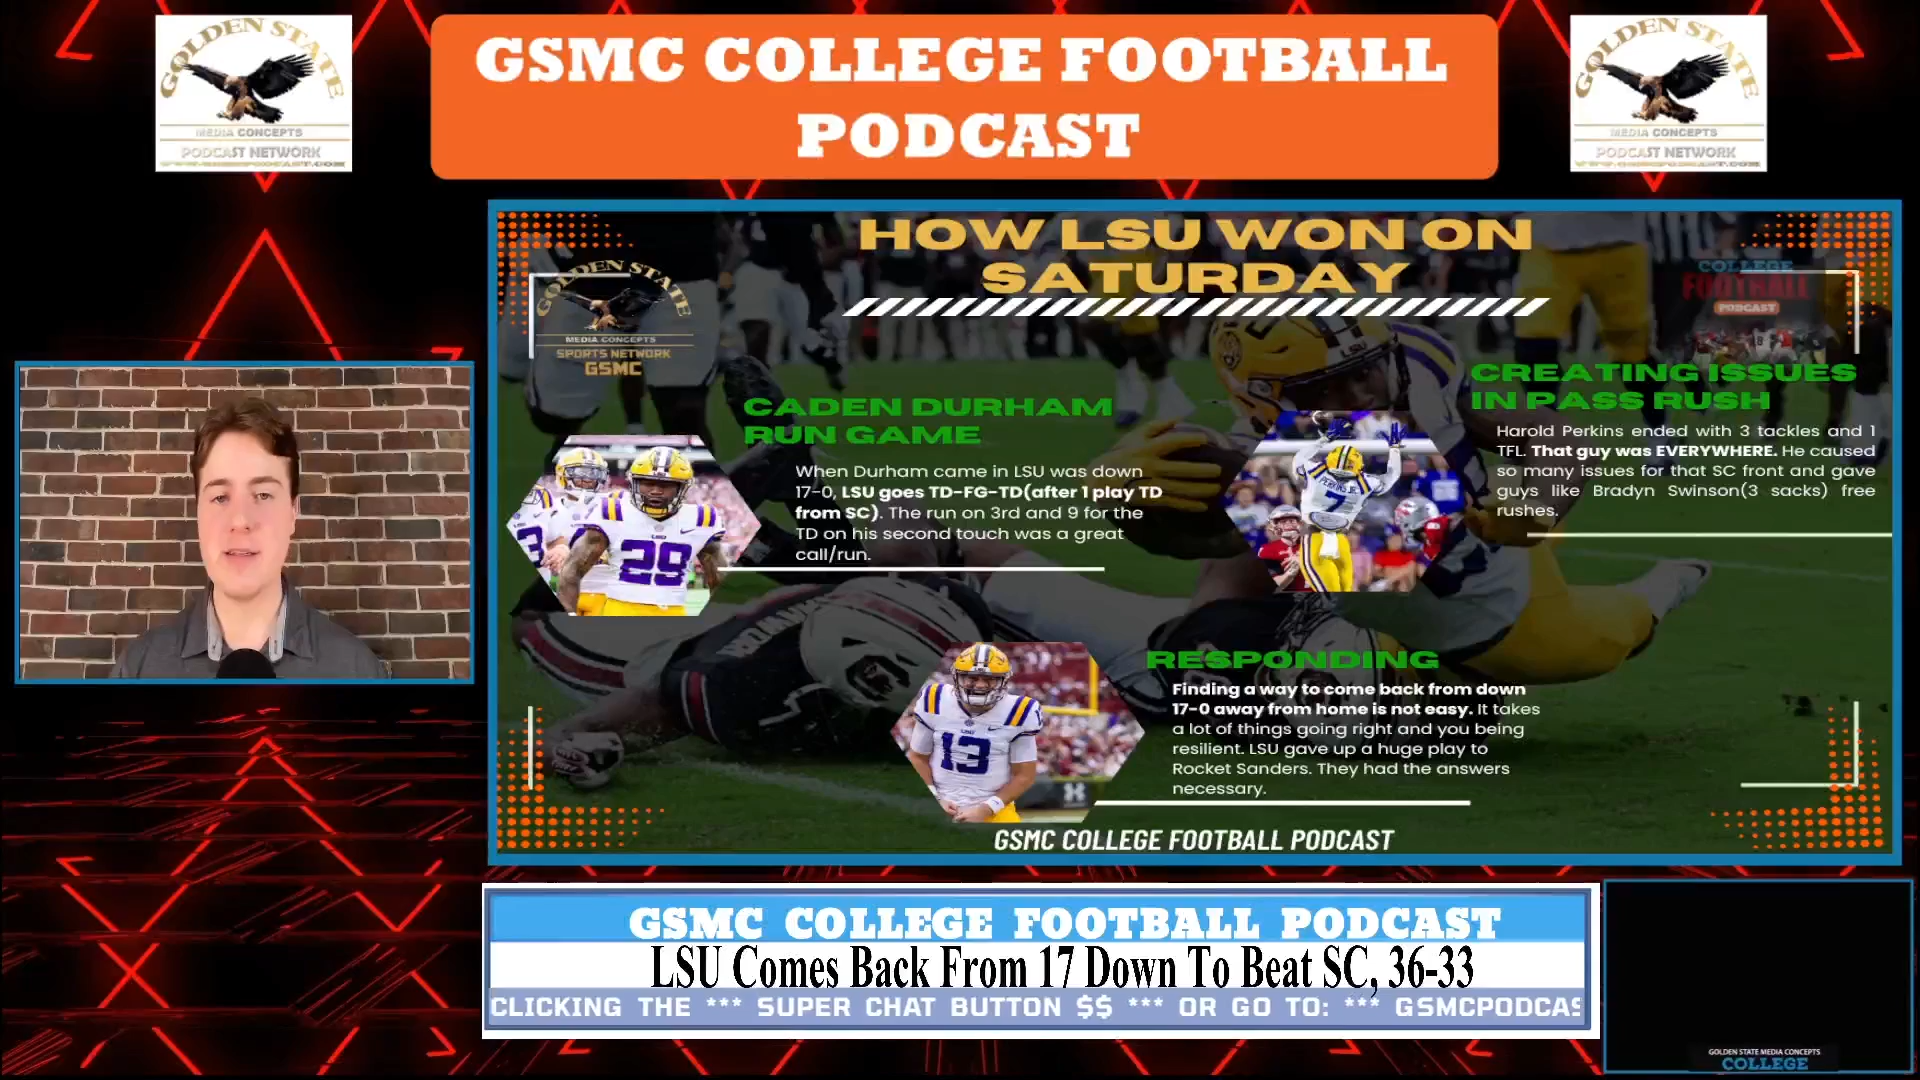 GOLDEN STATE
MEDIA CONCEPTS
PODCAST NETWORK
GSMC COLLEGE FOOTBALL
PODCAST
GOLDEN STATE
MEDIA CONCEPTS
PODCAST NETWORK
HOW LSU WON ON
SATURDAY
GOLDEN STATE
MEDIA CONCEPTS
SPORTS NETWORK
GSMC
COLLEGE
FOOTBALL
PODCAST
CADEN DURHAM
RUN GAME
When Durham came in LSU was down
17-0, LSU goes TD-FG-TD(after 1 play TD
from SC). The run on 3rd and 9 for the
TD on his second touch was a great
call/run.
29
CREATING ISSUES
IN PASS RUSH
Harold Perkins ended with 3 tackles and 1
TFL. That guy was EVERYWHERE. He caused
so many issues for that SC front and gave
guys like Bradyn Swinson(3 sacks) free
rushes.
PERKINS JR.
7
RESPONDING
Finding a way to come back from down
17-0 away from home is not easy. It takes
a lot of things going right and you being
resilient. LSU gave up a huge play to
Rocket Sanders. They had the answers
necessary.
13
GSMC COLLEGE FOOTBALL PODCAST
GSMC COLLEGE FOOTBALL PODCAST
LSU Comes Back From 17 Down To Beat SC, 36-33
CLICKING THE *** SUPER CHAT BUTTON $$ *** OR GO TO: *** GSMCPODCAS
GOLDEN STATE MEDIA CONCEPTS
COLLEGE